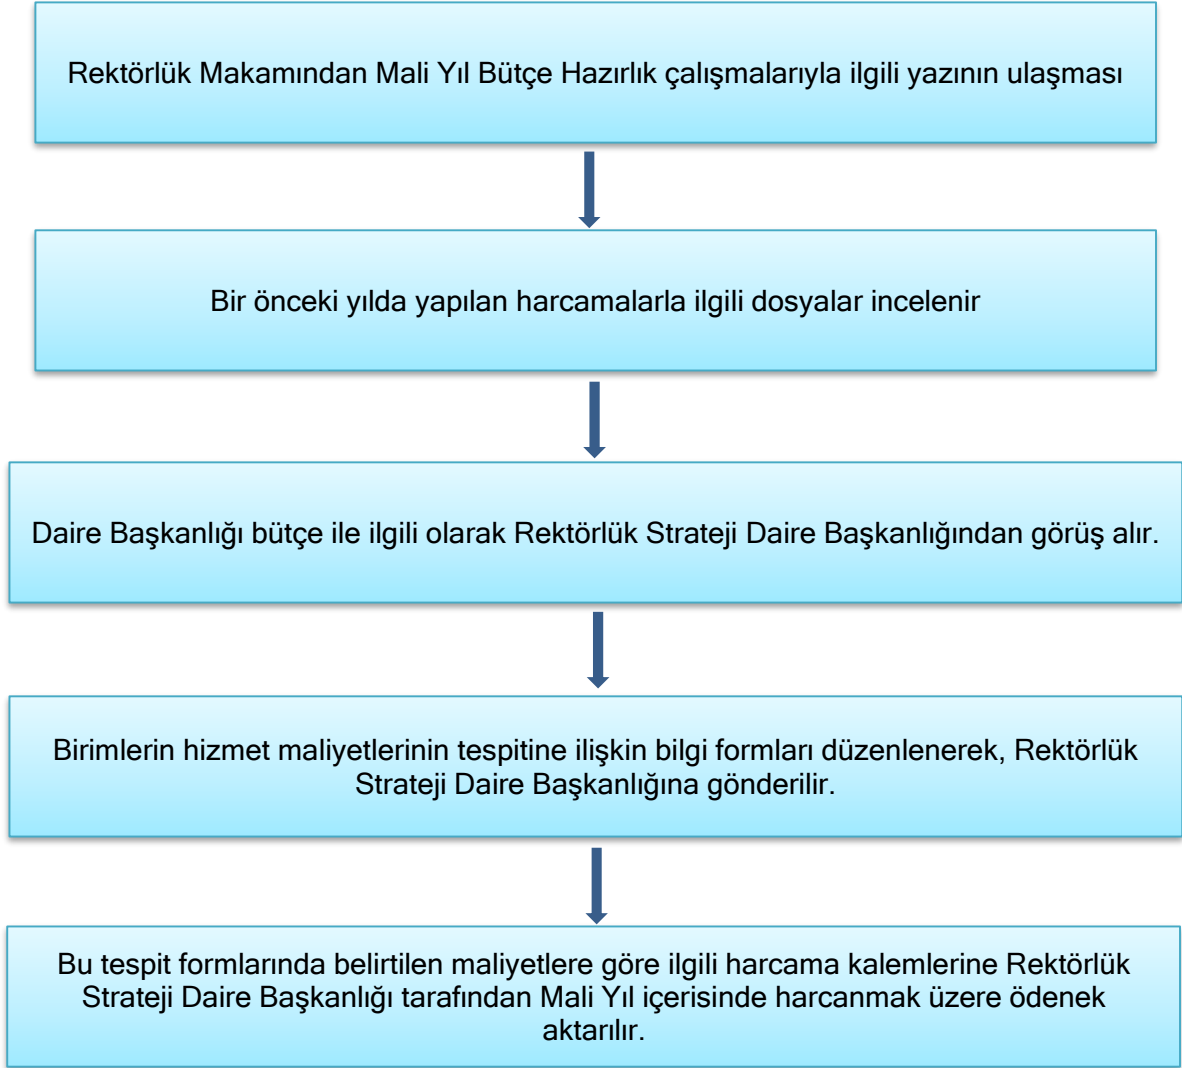 Rektörlük Makamından Mali Yıl Bütçe Hazırlık çalışmalarıyla ilgili yazının ulaşması
Bir önceki yılda yapılan harcamalarla ilgili dosyalar incelenir
Daire Başkanlığı bütçe ile ilgili olarak Rektörlük Strateji Daire Başkanlığından görüş alır.
Birimlerin hizmet maliyetlerinin tespitine ilişkin bilgi formları düzenlenerek, Rektörlük
Strateji Daire Başkanlığına gönderilir.
Bu tespit formlarında belirtilen maliyetlere göre ilgili harcama kalemlerine Rektörlük
Strateji Daire Başkanlığı tarafından Mali Yıl içerisinde harcanmak üzere ödenek
aktarılır.